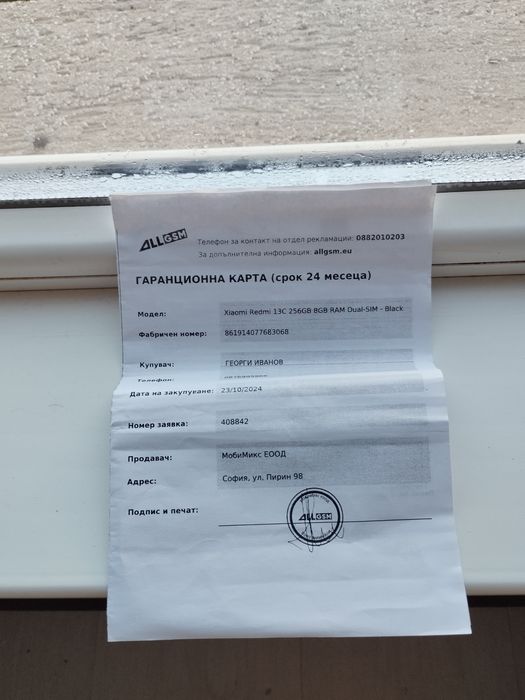 ALLGSM
Телефон за контакт на отдел рекламации: 0882010203
За допълнителна информация: allgsm.eu
ГАРАНЦИОННА КАРТА (срок 24 месеца)
Модел: Xiaomi Redmi 13C 256GB 8GB RAM Dual-SIM - Black
Фабричен номер: 861914077683068
Купувач: ГЕОРГИ ИВАНОВ
Телефон:
Дата на закупуване: 23/10/2024
Номер заявка: 408842
Продавач: МобиМикс ЕООД
Адрес: София, ул. Пирин 98
Подпис и печат:
ALLGSM